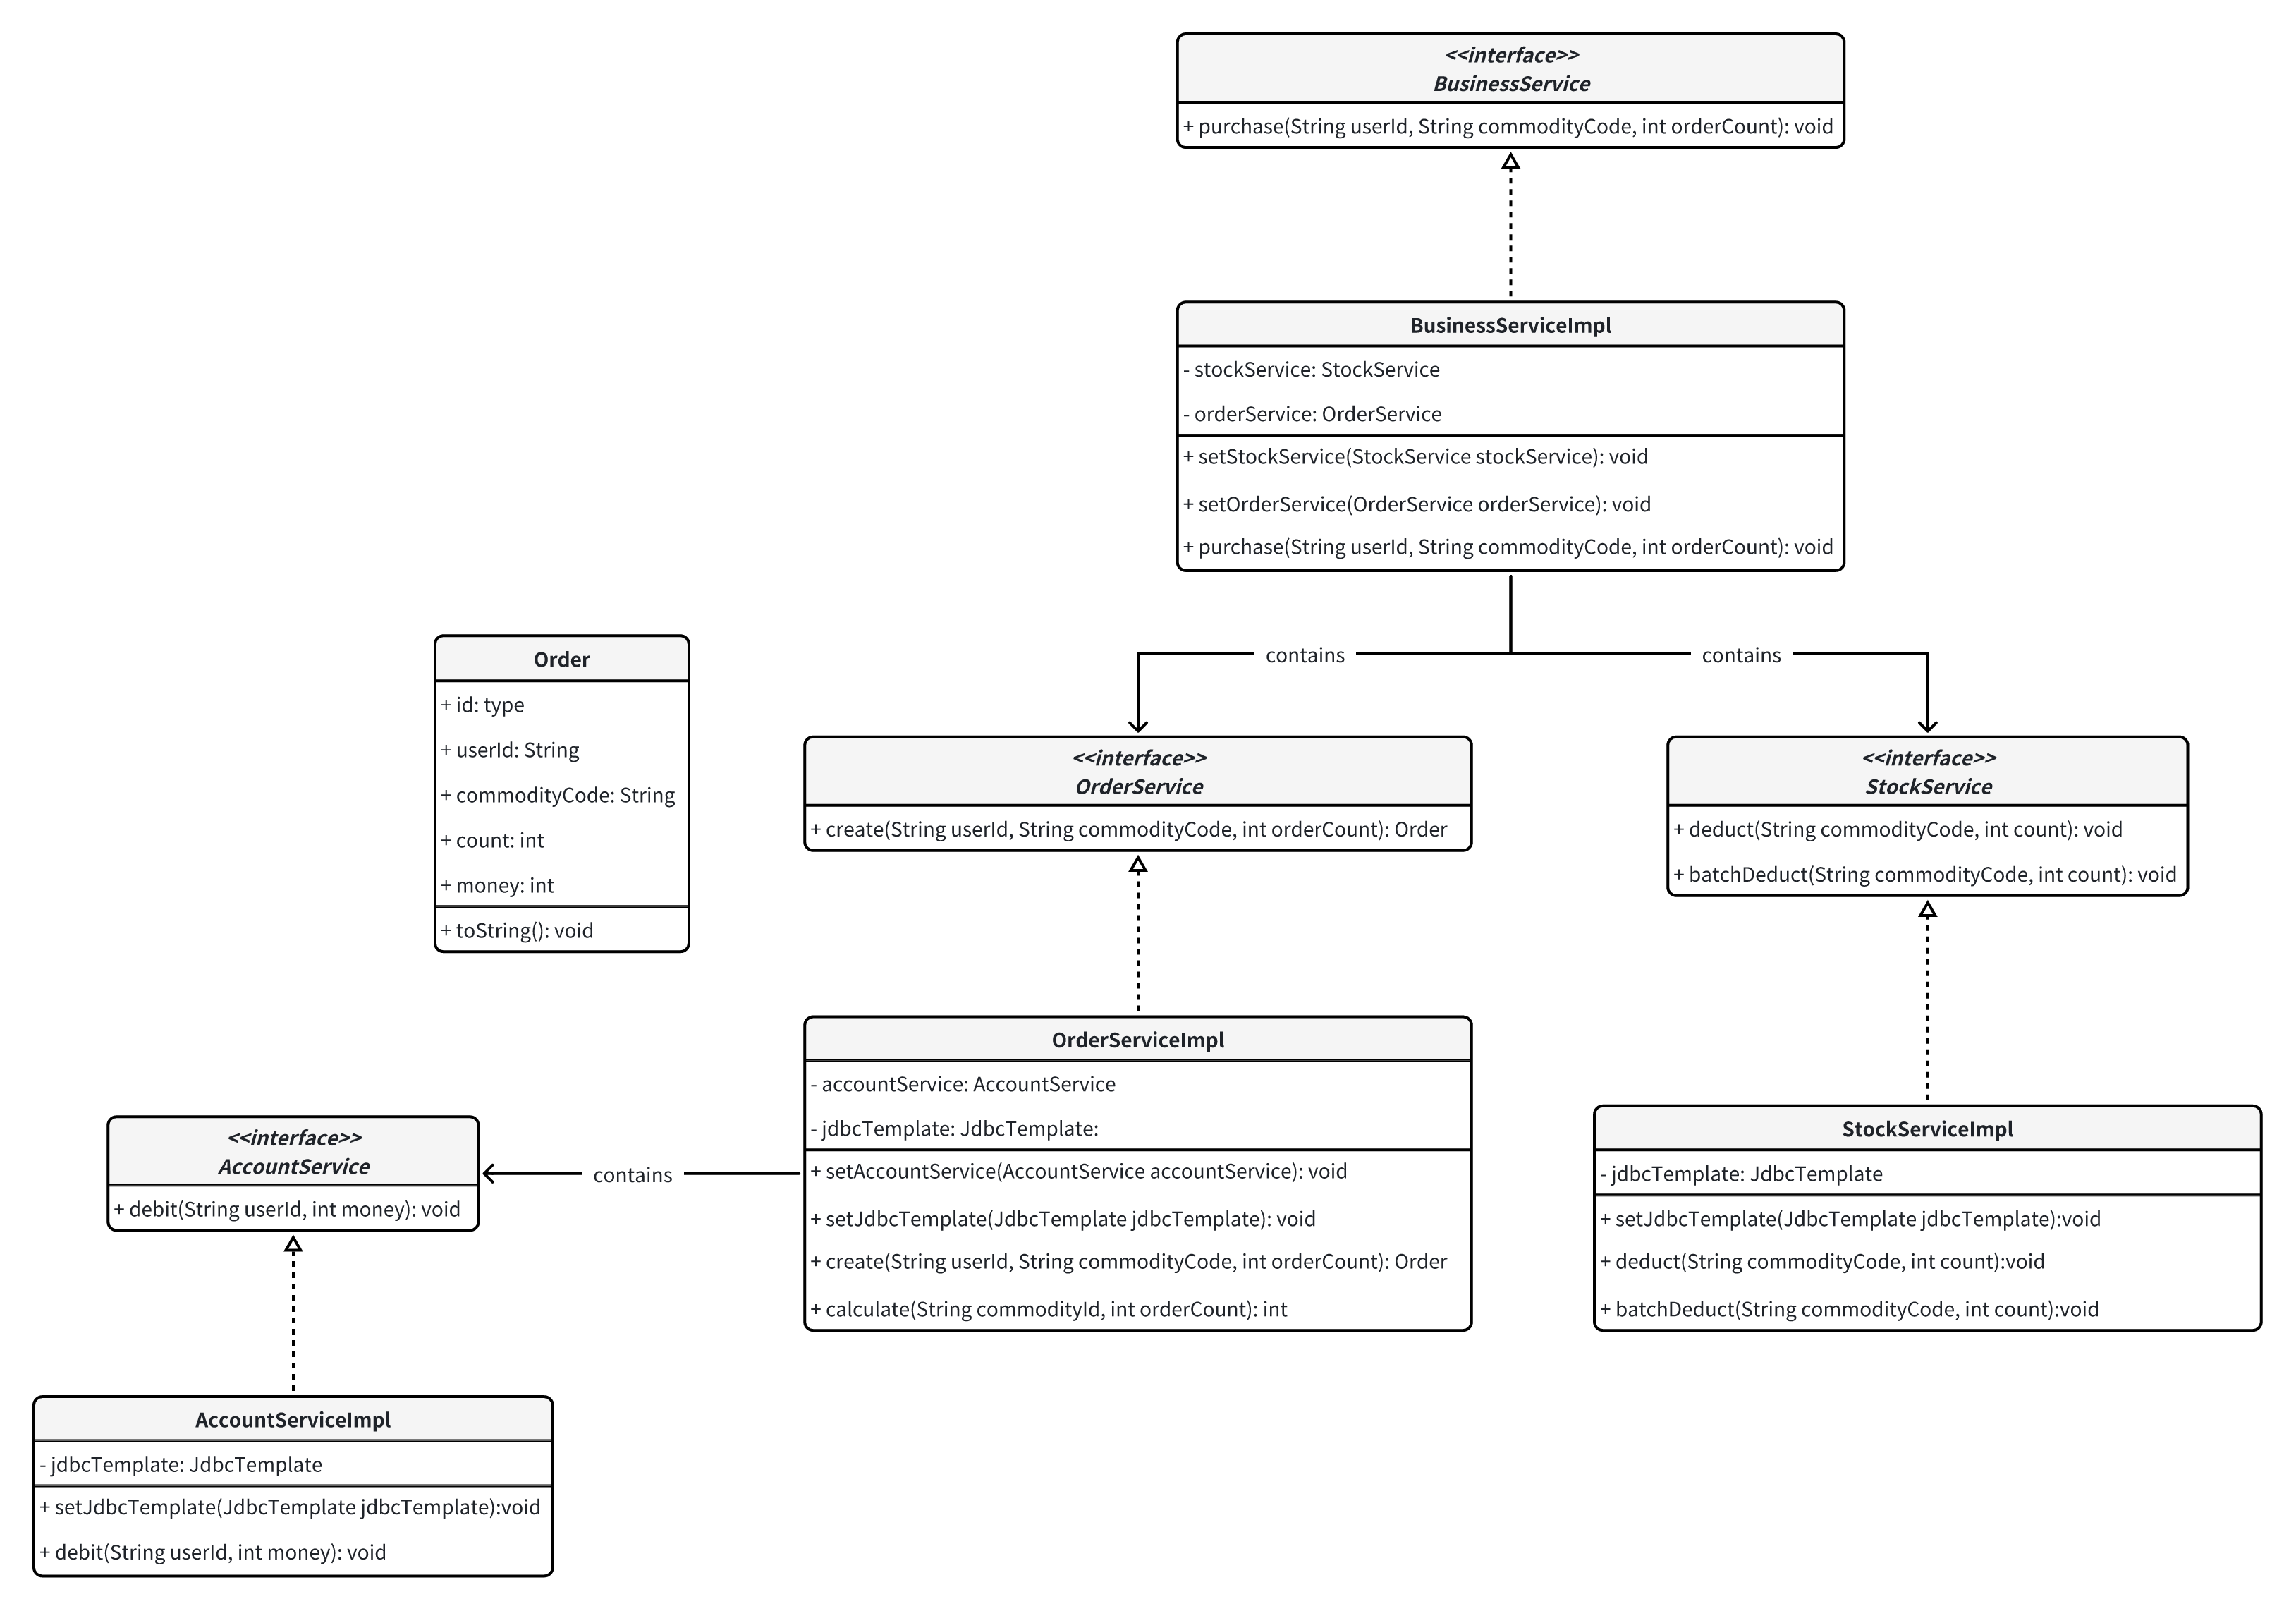 <<interface>>
BusinessService
+ purchase(String userId, String commodityCode, int orderCount): void
BusinessServiceImpl
- stockService: StockService
- orderService: OrderService
+ setStockService(StockService stockService): void
+ setOrderService(OrderService orderService): void
+ purchase(String userId, String commodityCode, int orderCount): void
contains
contains
Order
+ id: type
+ userId: String
+ commodityCode: String
+ count: int
+ money: int
+ toString(): void
<<interface>>
OrderService
+ create(String userId, String commodityCode, int orderCount): Order
<<interface>>
StockService
+ deduct(String commodityCode, int count): void
+ batchDeduct(String commodityCode, int count): void
OrderServiceImpl
- accountService: AccountService
- jdbcTemplate: JdbcTemplate:
+ setAccountService(AccountService accountService): void
+ setJdbcTemplate(JdbcTemplate jdbcTemplate): void
+ create(String userId, String commodityCode, int orderCount): Order
+ calculate(String commodityId, int orderCount): int
contains
<<interface>>
AccountService
+ debit(String userId, int money): void
StockServiceImpl
- jdbcTemplate: JdbcTemplate
+ setJdbcTemplate(JdbcTemplate jdbcTemplate):void
+ deduct(String commodityCode, int count):void
+ batchDeduct(String commodityCode, int count):void
AccountServiceImpl
- jdbcTemplate: JdbcTemplate
+ setJdbcTemplate(JdbcTemplate jdbcTemplate):void
+ debit(String userId, int money): void